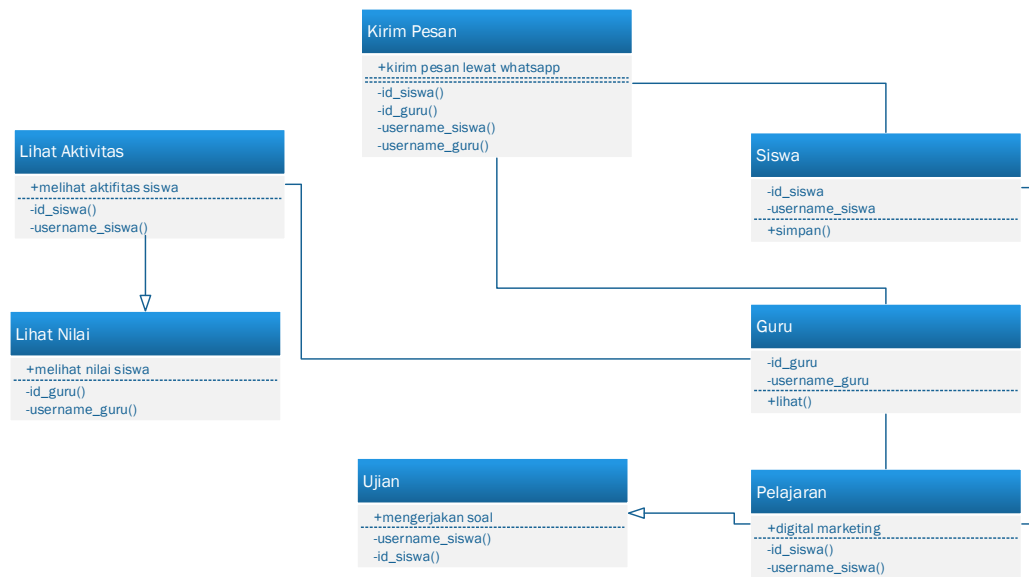 Kirim Pesan
+kirim pesan lewat whatsapp
-id_siswa()
-id_guru()
-username_siswa()
-username_guru()
Lihat Aktivitas
+melihat aktifitas siswa
-id_siswa()
-username_siswa()
Siswa
-id_siswa
-username_siswa
+simpan()
Lihat Nilai
+melihat nilai siswa
-id_guru()
-username_guru()
Guru
-id_guru
-username_guru
+lihat()
Ujian
+mengerjakan soal
-username_siswa()
-id_siswa()
Pelajaran
+digital marketing
-id_siswa()
-username_siswa()